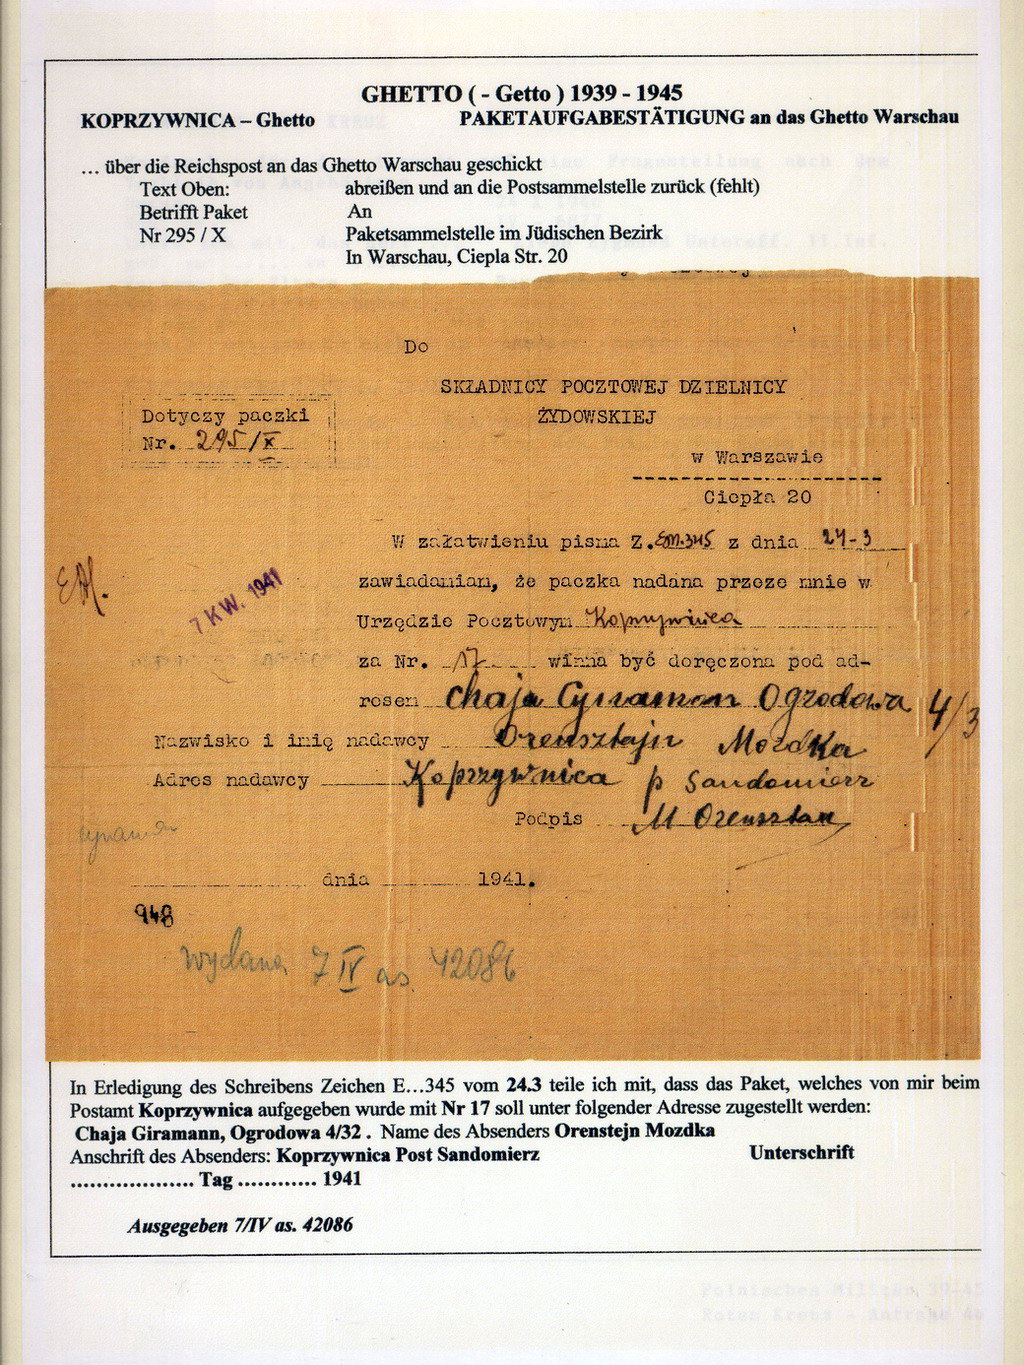 GHETTO ( - Getto ) 1939 - 1945
KOPRZYWNICA – Ghetto PAKETAUFGABESTÄTIGUNG an das Ghetto Warschau
… über die Reichspost an das Ghetto Warschau geschickt
Text Oben: abreißen und an die Postsammelstelle zurück (fehlt)
Betrifft Paket An
Nr 295 / X Paketsammelstelle im Jüdischen Bezirk
In Warschau, Ciepla Str. 20
Do
SKŁADNICY POCZTOWEJ DZIELNICY
Dotyczy paczki ŻYDOWSKIEJ
Nr. 295/X
w Warszawie
Ciepła 20
W załatwieniu pisma Z. EM.345 z dnia 24-3
zawiadamiam, że paczka nadana przeze mnie w
EM.
7 KW. 1941
Urzędzie Pocztowym Koprzywnica
za Nr. 17 winna być doręczona pod ad-
resem Chaja Cynamon Ogrodowa 4/3
Nazwisko i imię nadawcy Orensztajn Mordka
Adres nadawcy Koprzywnica p Sandomierz
Podpis M Orensztan
cynamon
dnia 1941.
948
wydana 7 IV as. 42086
In Erledigung des Schreibens Zeichen E…345 vom 24.3 teile ich mit, dass das Paket, welches von mir beim
Postamt Koprzywnica aufgegeben wurde mit Nr 17 soll unter folgender Adresse zugestellt werden:
Chaja Giramann, Ogrodowa 4/32 . Name des Absenders Orenstejn Mozdka
Anschrift des Absenders: Koprzywnica Post Sandomierz Unterschrift
………………. Tag ………… 1941
Ausgegeben 7/IV as. 42086